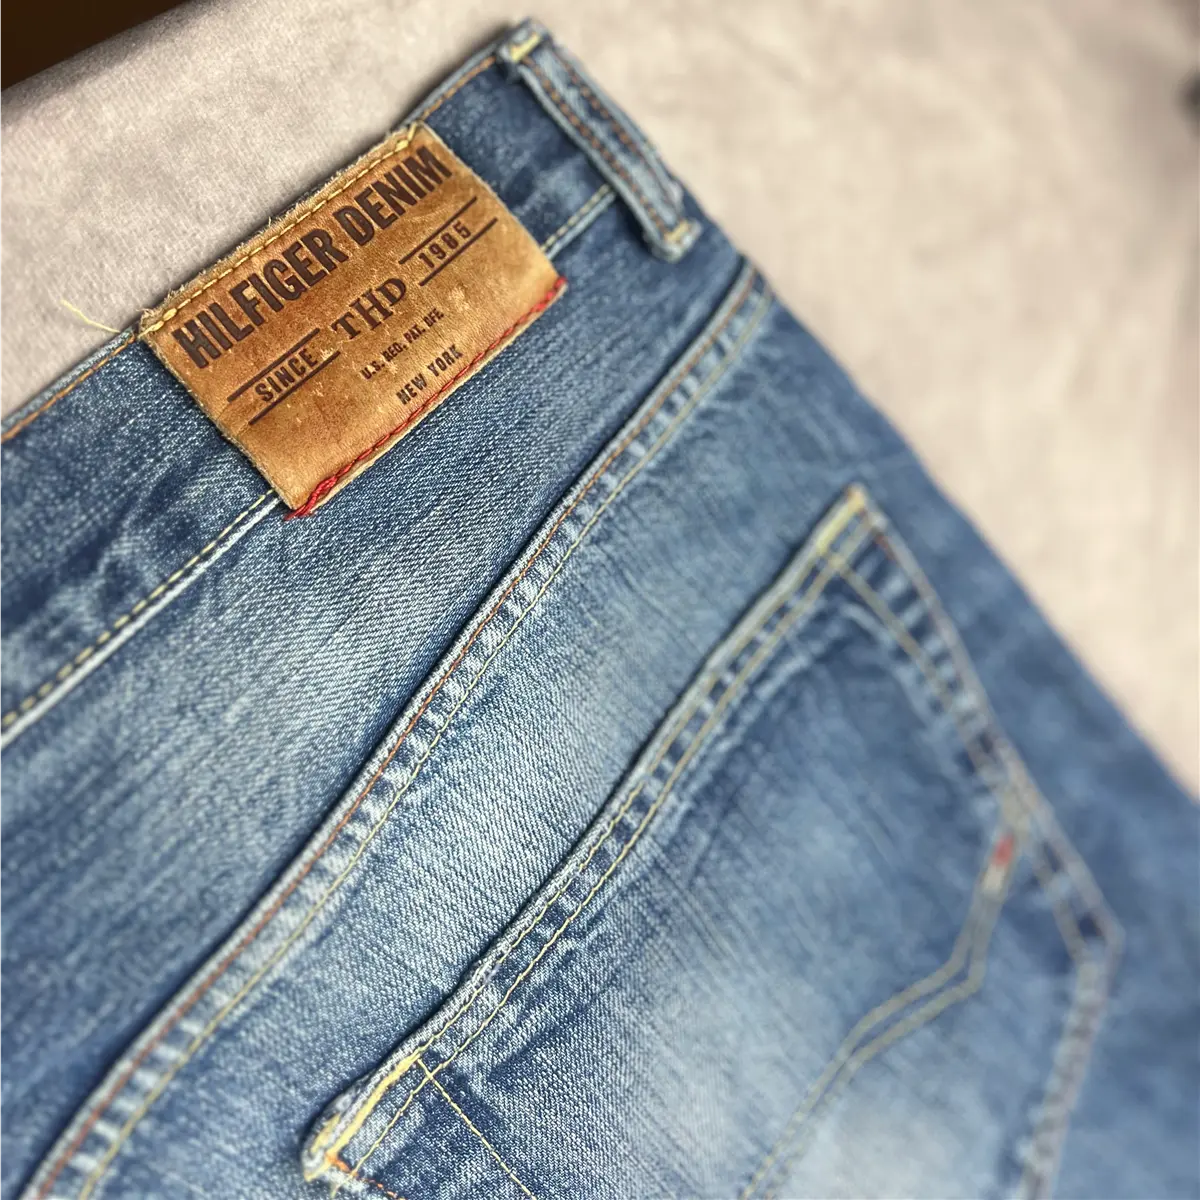 HILFIGER DENIM
SINCE THD 1985
U.S. REG. PAT. OFF.
NEW YORK